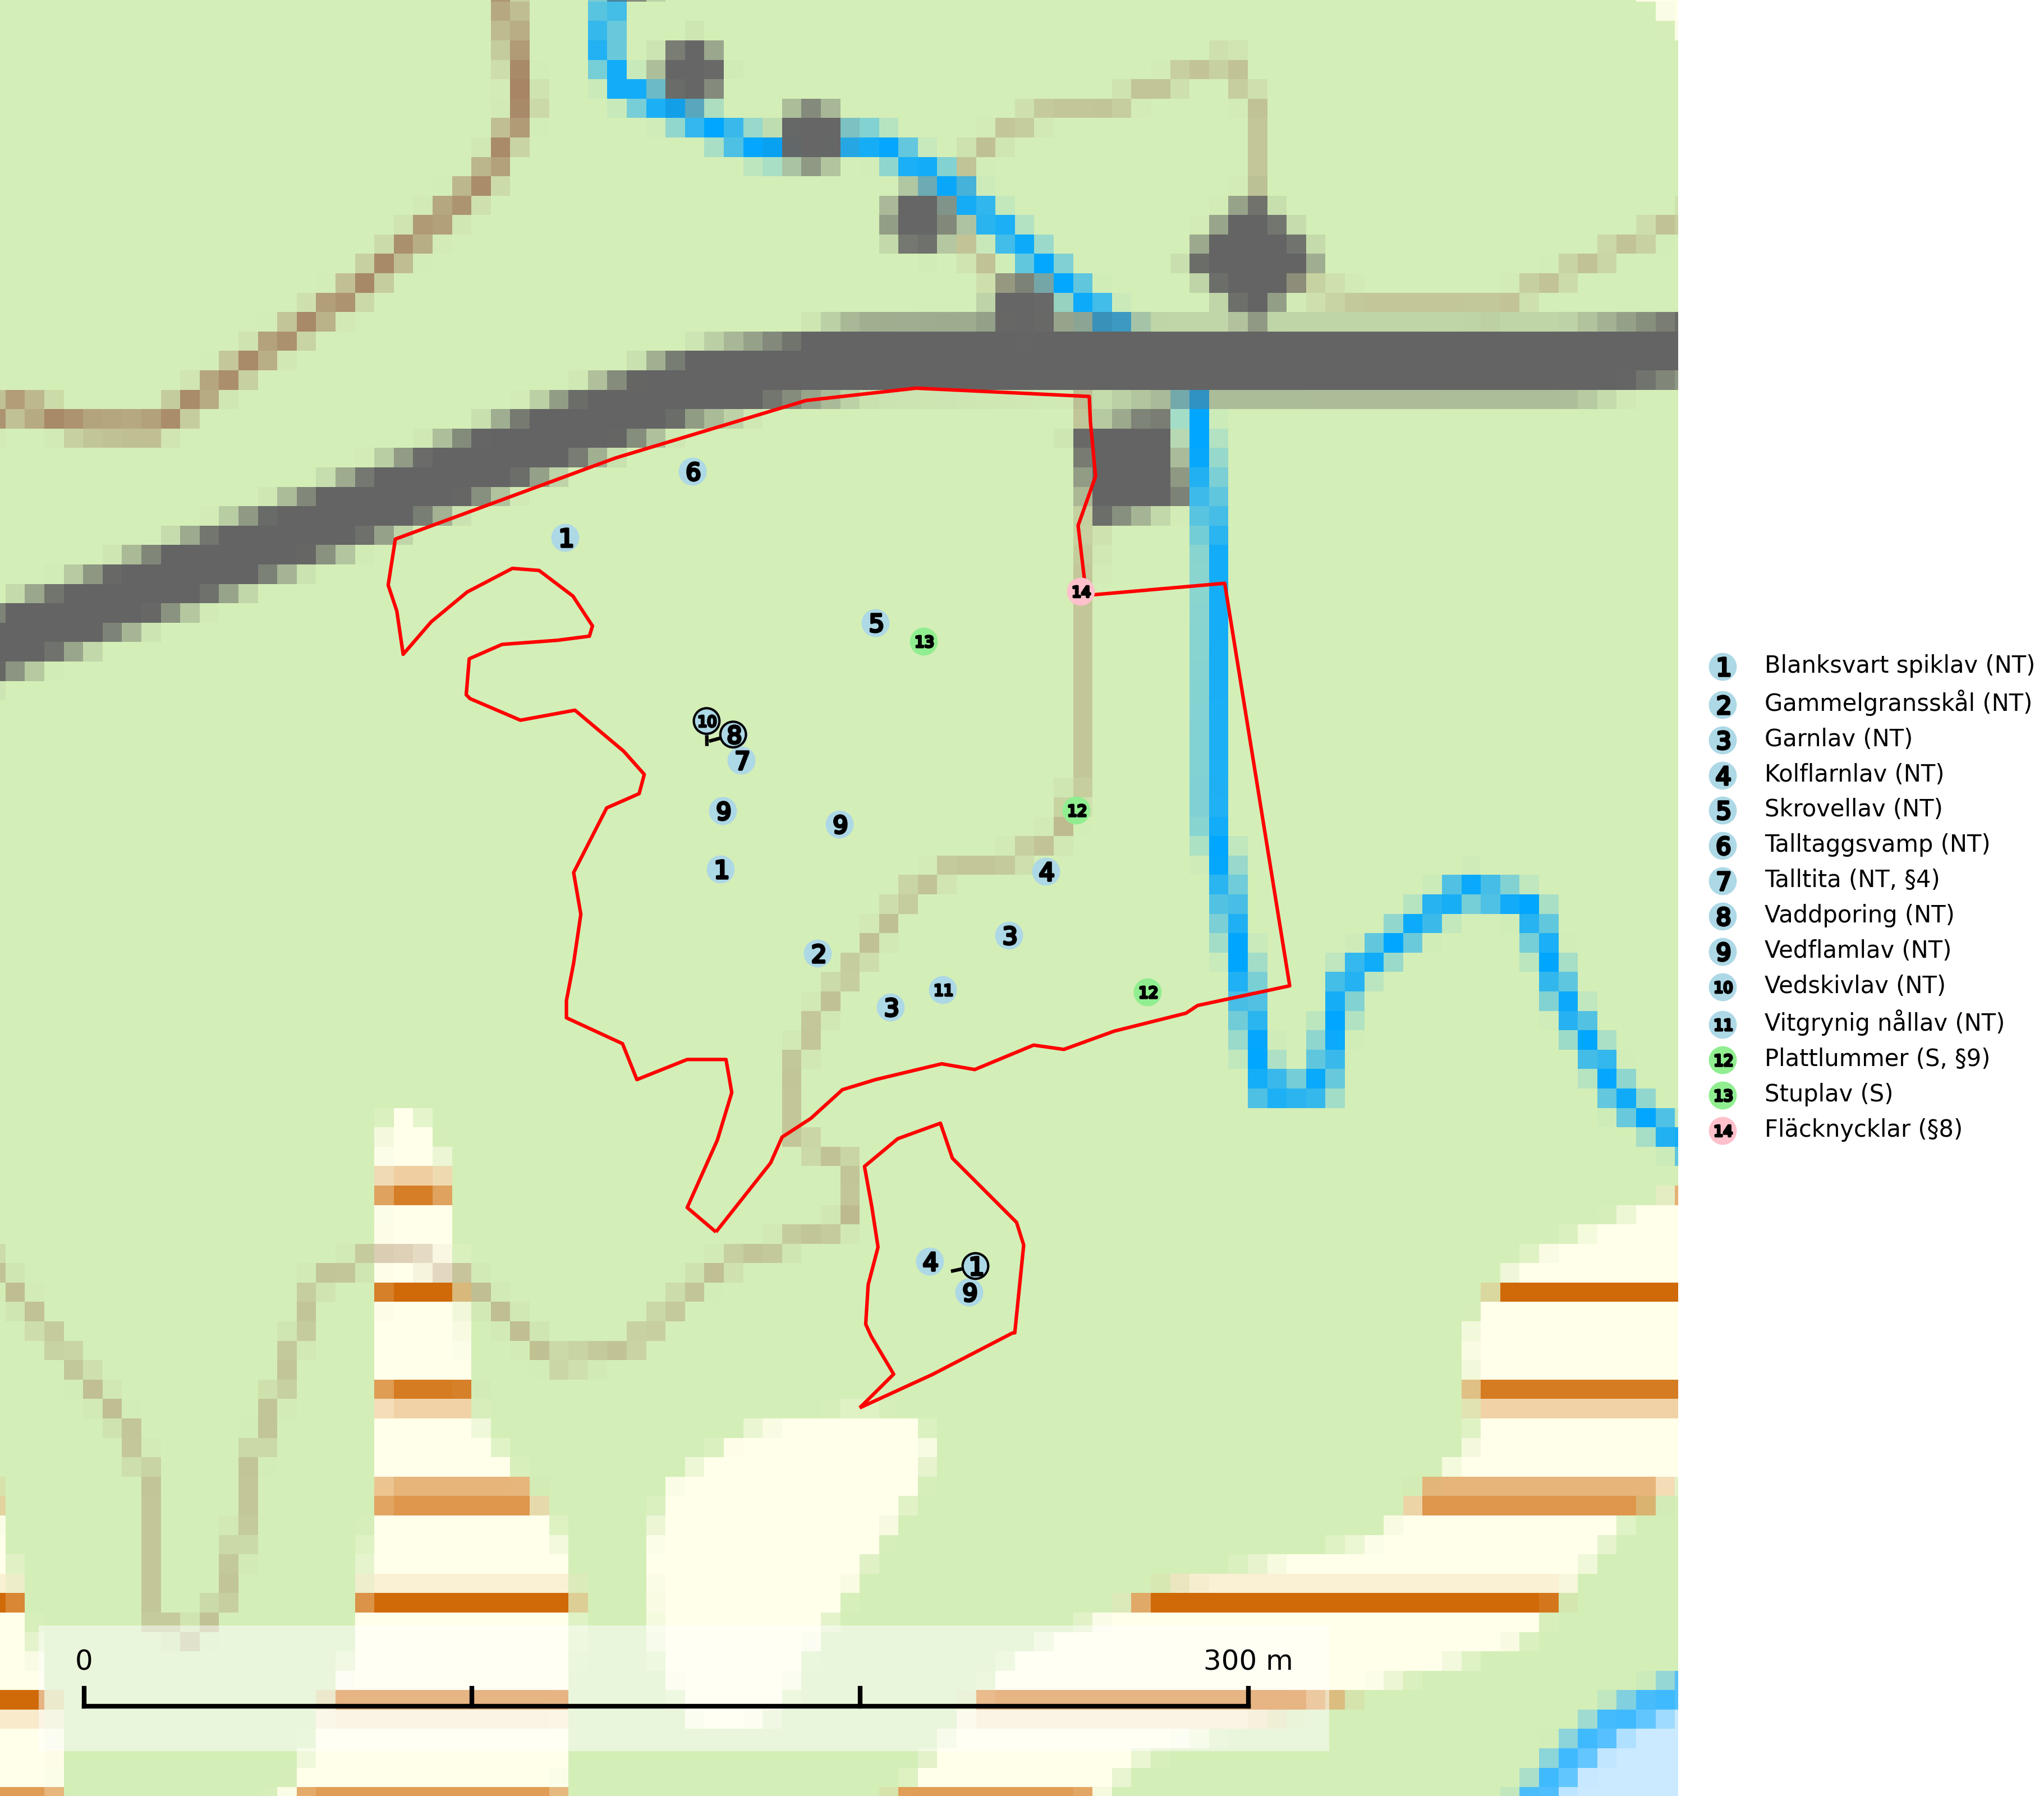 6
1
14
5
13
10
8
7
9
9
12
1
4
3
2
11
12
3
4
1
9
1 Blanksvart spiklav (NT)
2 Gammelgransskål (NT)
3 Garnlav (NT)
4 Kolflarnlav (NT)
5 Skrovellav (NT)
6 Talltaggsvamp (NT)
7 Talltita (NT, §4)
8 Vaddporing (NT)
9 Vedflamlav (NT)
10 Vedskivlav (NT)
11 Vitgrynig nållav (NT)
12 Plattlummer (S, §9)
13 Stuplav (S)
14 Fläcknycklar (§8)
0 300 m